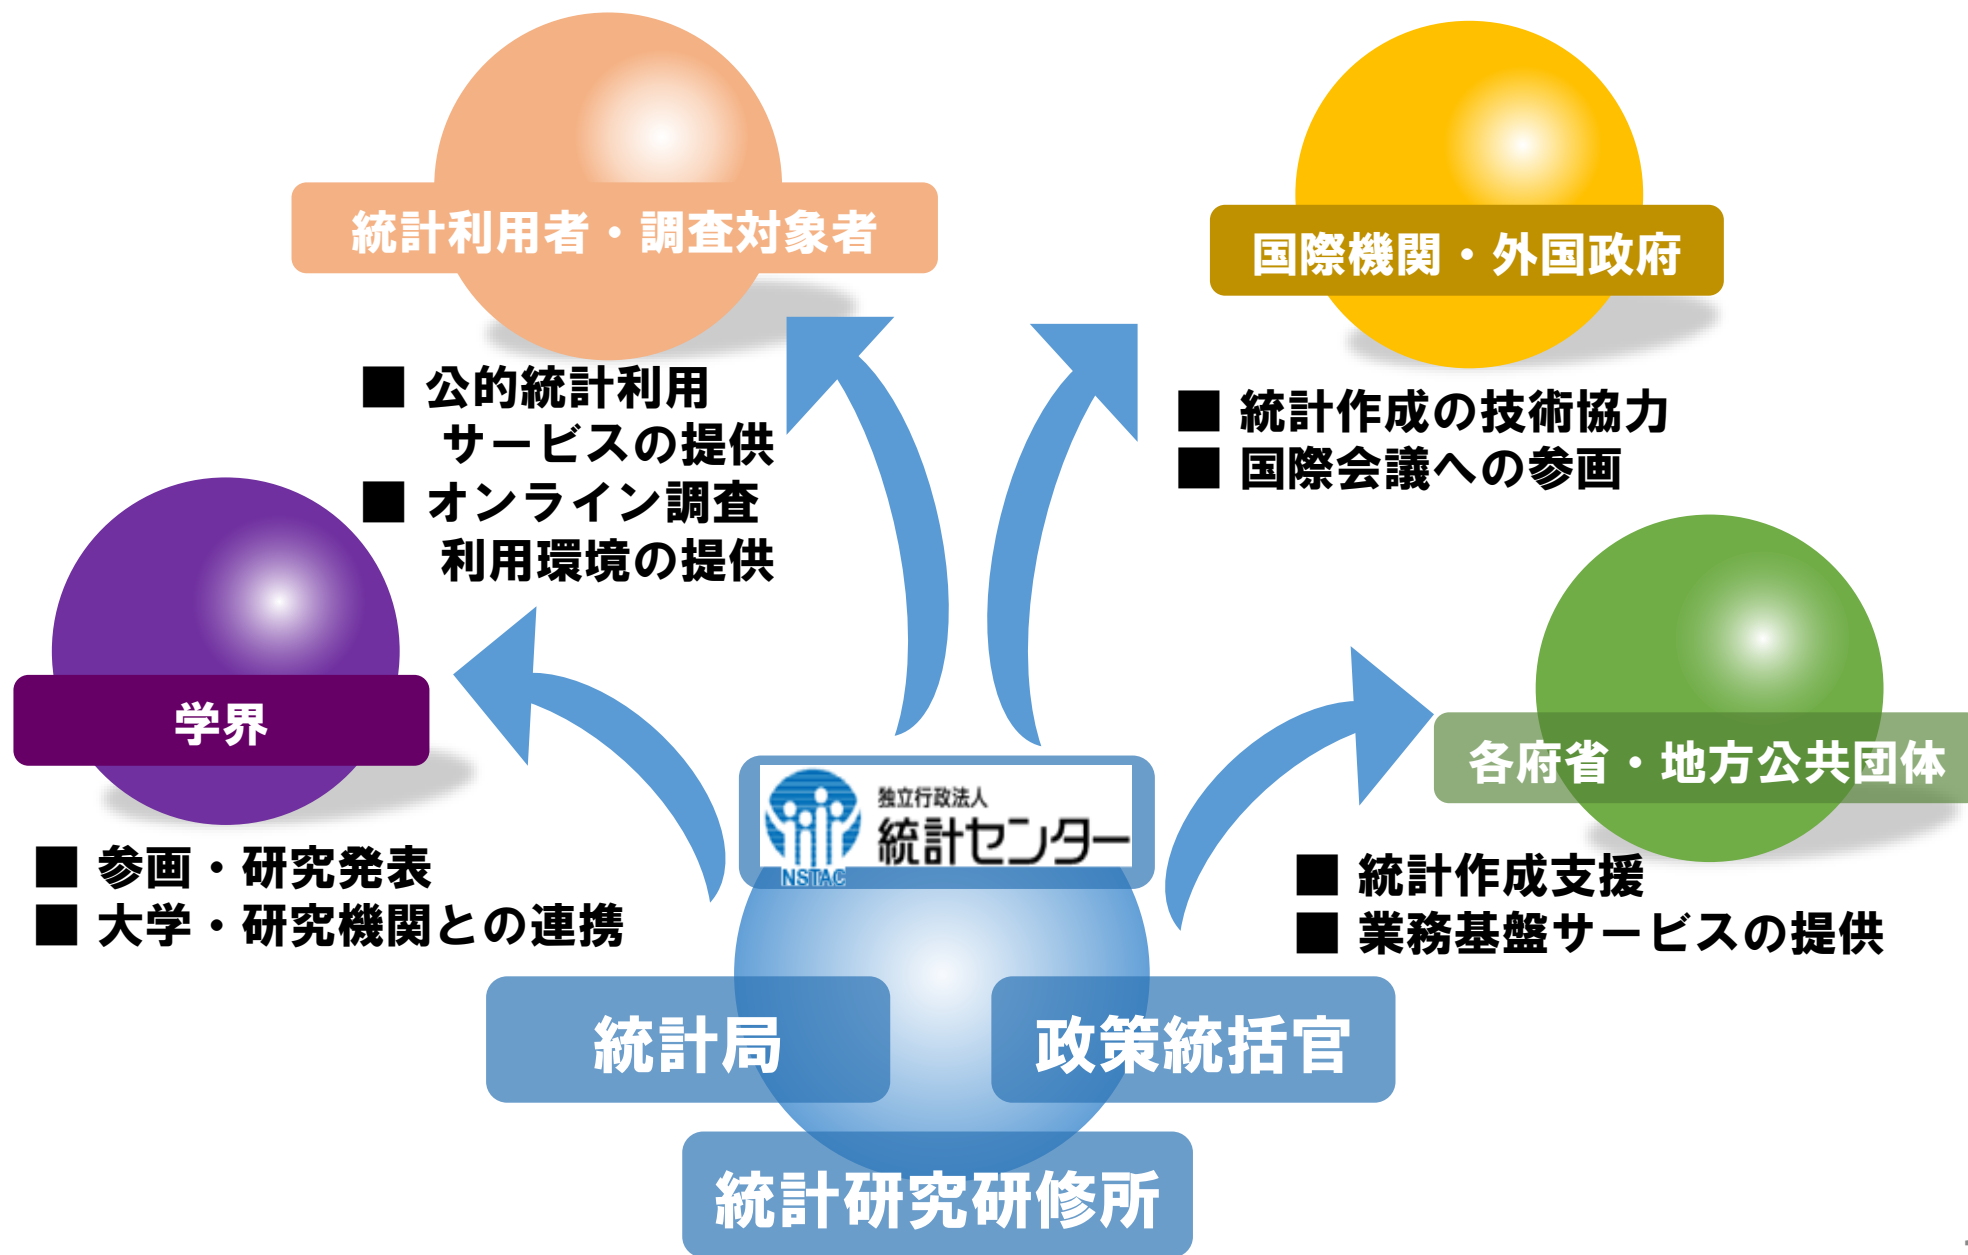 統計利用者・調査対象者
■ 公的統計利用
サービスの提供
■ オンライン調査
利用環境の提供
国際機関・外国政府
■ 統計作成の技術協力
■ 国際会議への参画
学界
■ 参画・研究発表
■ 大学・研究機関との連携
各府省・地方公共団体
■ 統計作成支援
■ 業務基盤サービスの提供
独立行政法人
統計センター
NSTAC
統計局
政策統括官
統計研究研修所